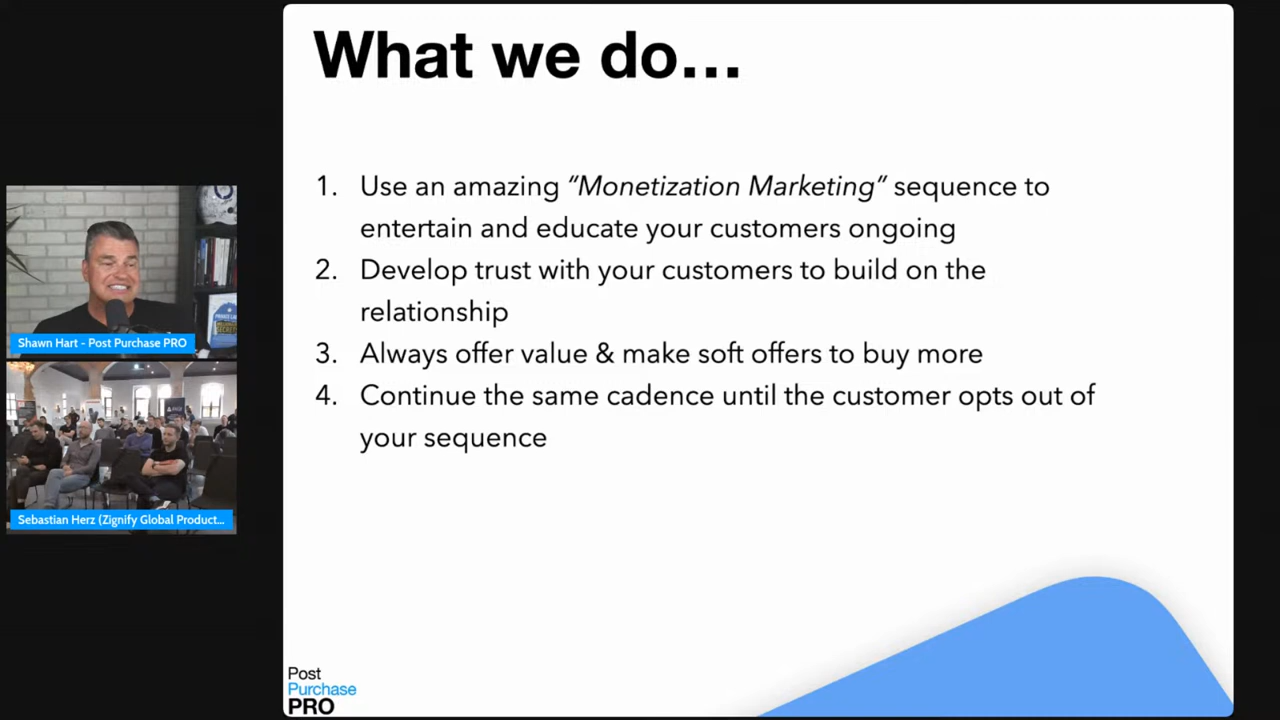 What we do...
1. Use an amazing “Monetization Marketing” sequence to
entertain and educate your customers ongoing
2. Develop trust with your customers to build on the
relationship
3. Always offer value & make soft offers to buy more
4. Continue the same cadence until the customer opts out of
your sequence
Shawn Hart - Post Purchase PRO
Sebastian Herz (Zignify Global Product...
Post
Purchase
PRO